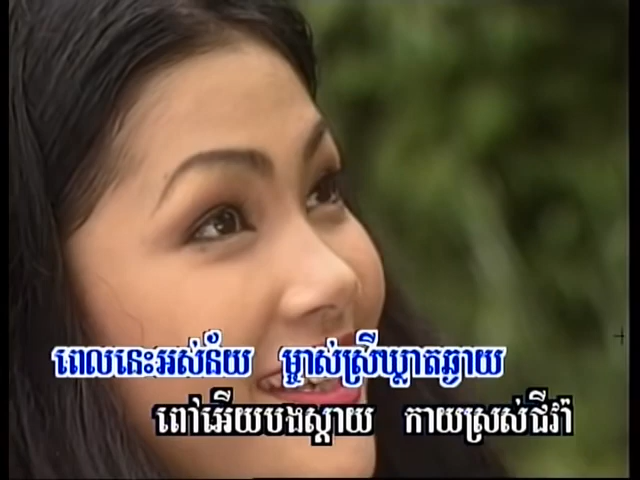 ពេលនេះអស់ន័យ ម្ចាស់ស្រីឃ្លាតឆ្ងាយ
ពៅអើយបងស្ដាយ កាយស្រស់ជីវ៉ា